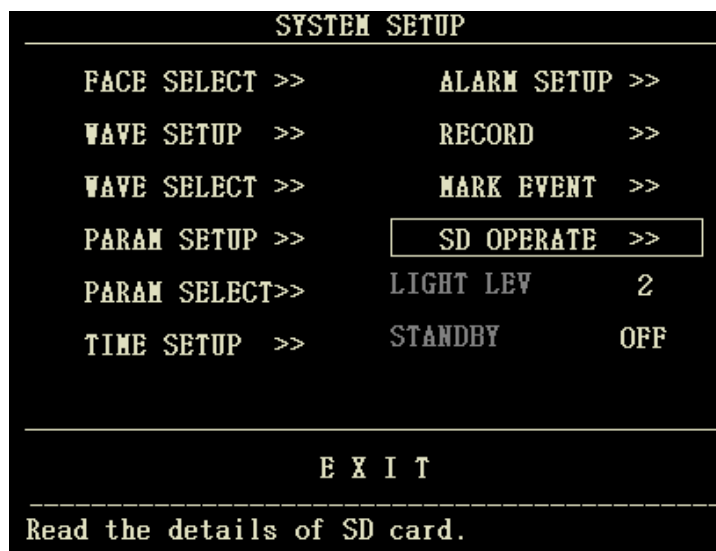 SYSTEM SETUP
FACE SELECT >> ALARM SETUP >>
WAVE SETUP >> RECORD >>
WAVE SELECT >> MARK EVENT >>
PARAM SETUP >> SD OPERATE >>
PARAM SELECT>> LIGHT LEV 2
TIME SETUP >> STANDBY OFF
E X I T
Read the details of SD card.